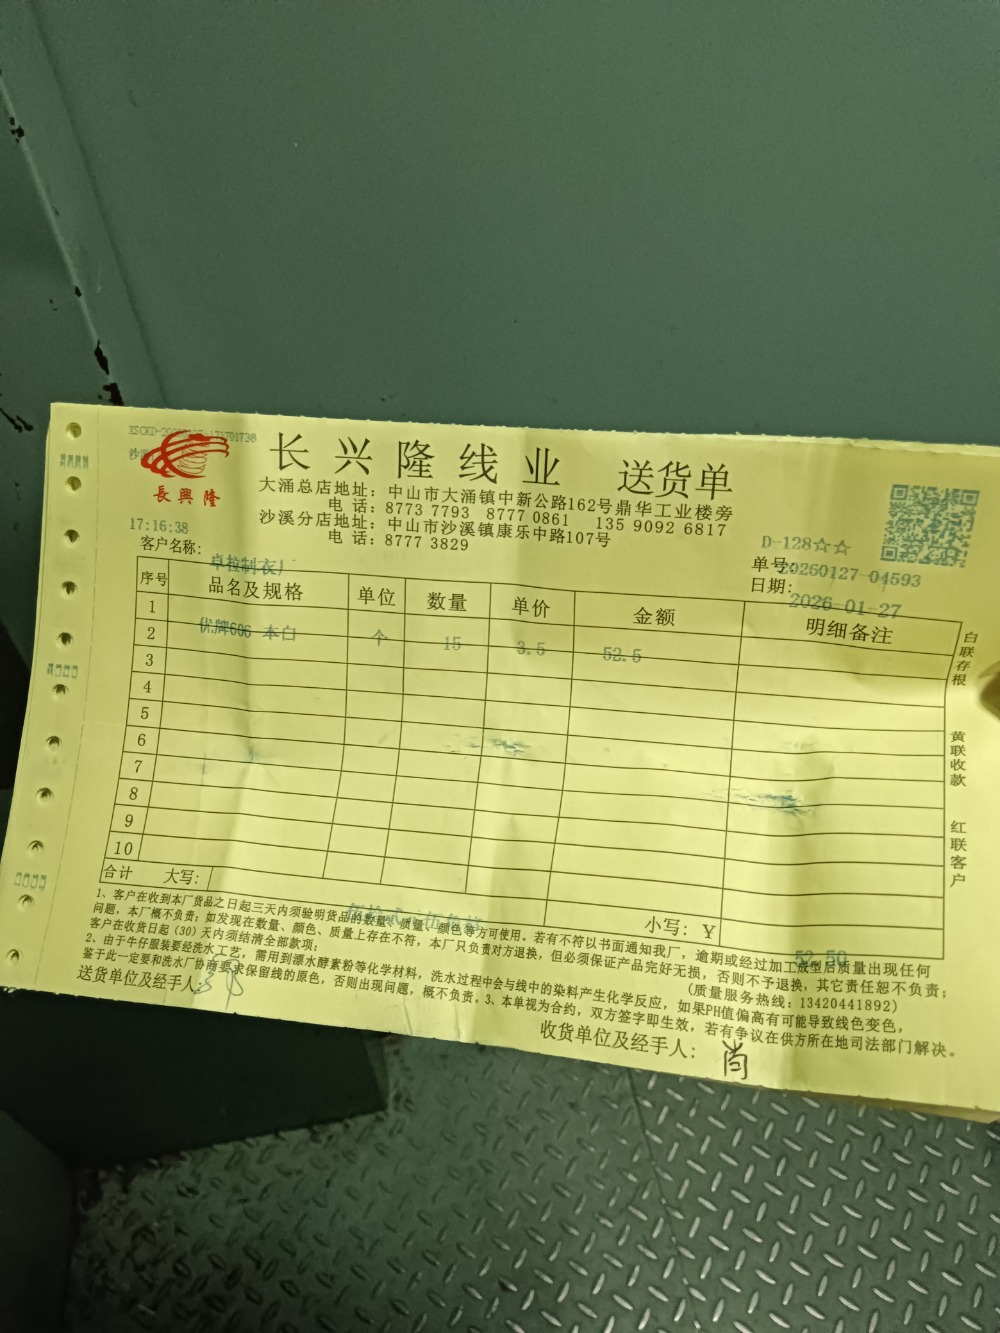 长兴隆线业 送货单
長興隆
大涌总店地址：中山市大涌镇中新公路162号鼎华工业楼旁
电 话：8773 7793 8777 0861 135 9092 6817
沙溪分店地址：中山市沙溪镇康乐中路107号
电 话：8777 3829
17:16:38
D-128☆☆
客户名称：卓拉制衣厂
单号：20260127-04593
日期：2026-01-27
序号 品名及规格 单位 数量 单价 金额 明细备注
1 优牌606 本白 个 15 3.5 52.5
2
3
4
5
6
7
8
9
10
合计 大写： 小写：Y 52.50
白联存根 黄联收款 红联客户
1、客户在收到本厂货品之日起三天内须验明货品的数量、质量、颜色等方可使用。若有不符以书面通知我厂，逾期或经过加工成型后质量出现任何
问题，本厂概不负责；如发现在数量、颜色、质量上存在不符，本厂只负责对方退换，但必须保证产品完好无损，否则不予退换，其它责任恕不负责；
客户在收货日起(30)天内须结清全部款项； (质量服务热线：13420441892)
2、由于牛仔服装要经洗水工艺，需用到漂水酵素粉等化学材料，洗水过程中会与线中的染料产生化学反应，如果PH值偏高有可能导致线色变色，
鉴于此一定要和洗水厂协商要求保留线的原色，否则出现问题，概不负责。3、本单视为合约，双方签字即生效，若有争议在供方所在地司法部门解决。
送货单位及经手人：
收货单位及经手人：